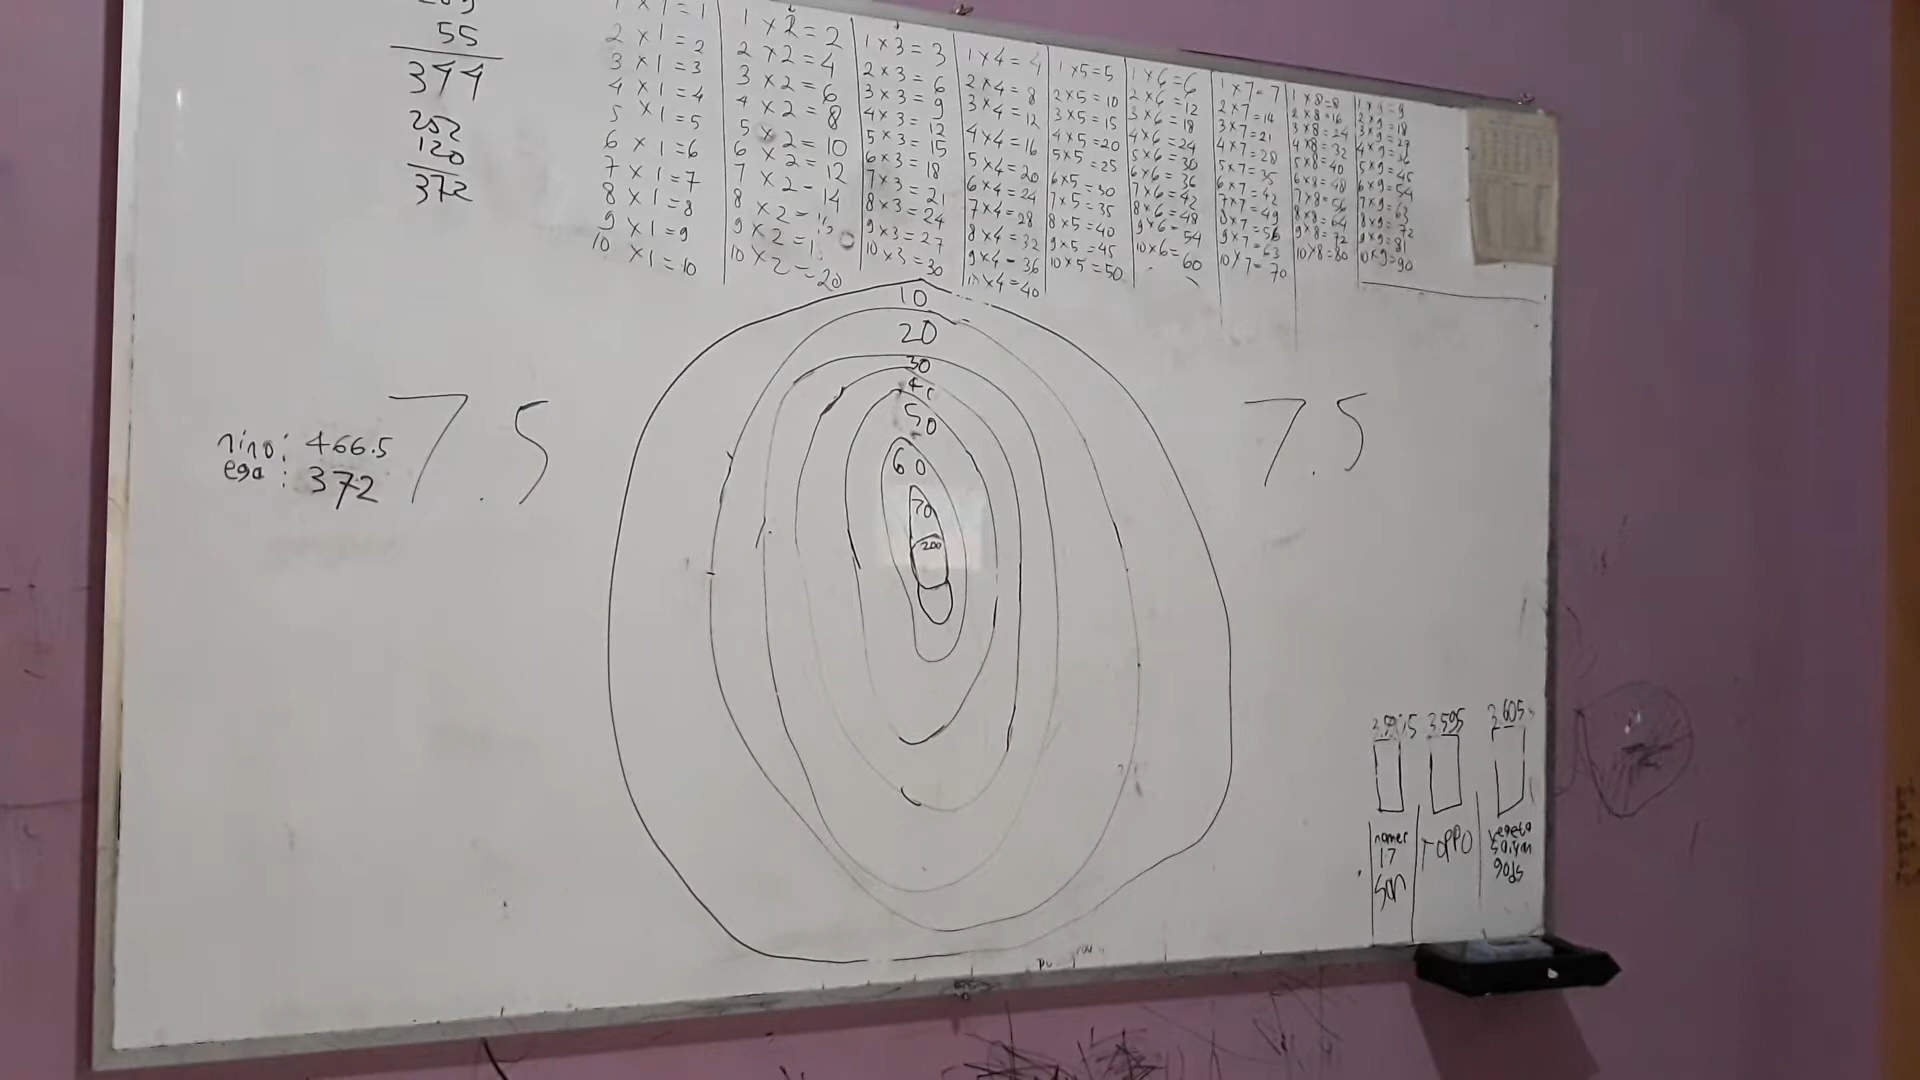 55
344
252
120
372
1 x 1 = 1
2 x 1 = 2
3 x 1 = 3
4 x 1 = 4
5 x 1 = 5
6 x 1 = 6
7 x 1 = 7
8 x 1 = 8
9 x 1 = 9
10 x 1 = 10
1 x 2 = 2
2 x 2 = 4
3 x 2 = 6
4 x 2 = 8
5 x 2 = 10
6 x 2 = 12
7 x 2 - 14
8 x 2 =
9 x 2 =
10 x 2 = 20
1 x 3 = 3
2 x 3 = 6
3 x 3 = 9
4 x 3 = 12
5 x 3 = 15
6 x 3 = 18
7 x 3 = 21
8 x 3 = 24
9 x 3 = 27
10 x 3 = 30
1 x 4 = 4
2 x 4 = 8
3 x 4 = 12
4 x 4 = 16
5 x 4 = 20
6 x 4 = 24
7 x 4 = 28
8 x 4 = 32
9 x 4 - 36
10 x 4 = 40
1 x 5 = 5
2 x 5 = 10
3 x 5 = 15
4 x 5 = 20
5 x 5 = 25
6 x 5 = 30
7 x 5 = 35
8 x 5 = 40
9 x 5 = 45
10 x 5 = 50
1 x 6 = 6
2 x 6 = 12
3 x 6 = 18
4 x 6 = 24
5 x 6 = 30
6 x 6 = 36
7 x 6 = 42
8 x 6 = 48
9 x 6 = 54
10 x 6 = 60
1 x 7 = 7
2 x 7 = 14
3 x 7 = 21
4 x 7 = 28
5 x 7 = 35
6 x 7 = 42
7 x 7 = 49
8 x 7 = 56
9 x 7 = 63
10 x 7 = 70
1 x 8 = 8
2 x 8 = 16
3 x 8 = 24
4 x 8 = 32
5 x 8 = 40
6 x 8 = 48
7 x 8 = 56
8 x 8 = 64
9 x 8 = 72
10 x 8 = 80
1 x 9 = 9
2 x 9 = 18
3 x 9 = 27
4 x 9 = 36
5 x 9 = 45
6 x 9 = 54
7 x 9 = 63
8 x 9 = 72
9 x 9 = 81
10 x 9 = 90
10
20
30
50
60
70
200
nino: 466.5
ega: 372
7.5
7.5
3.595
3.605
nomer
17
TOPPO
vegeta